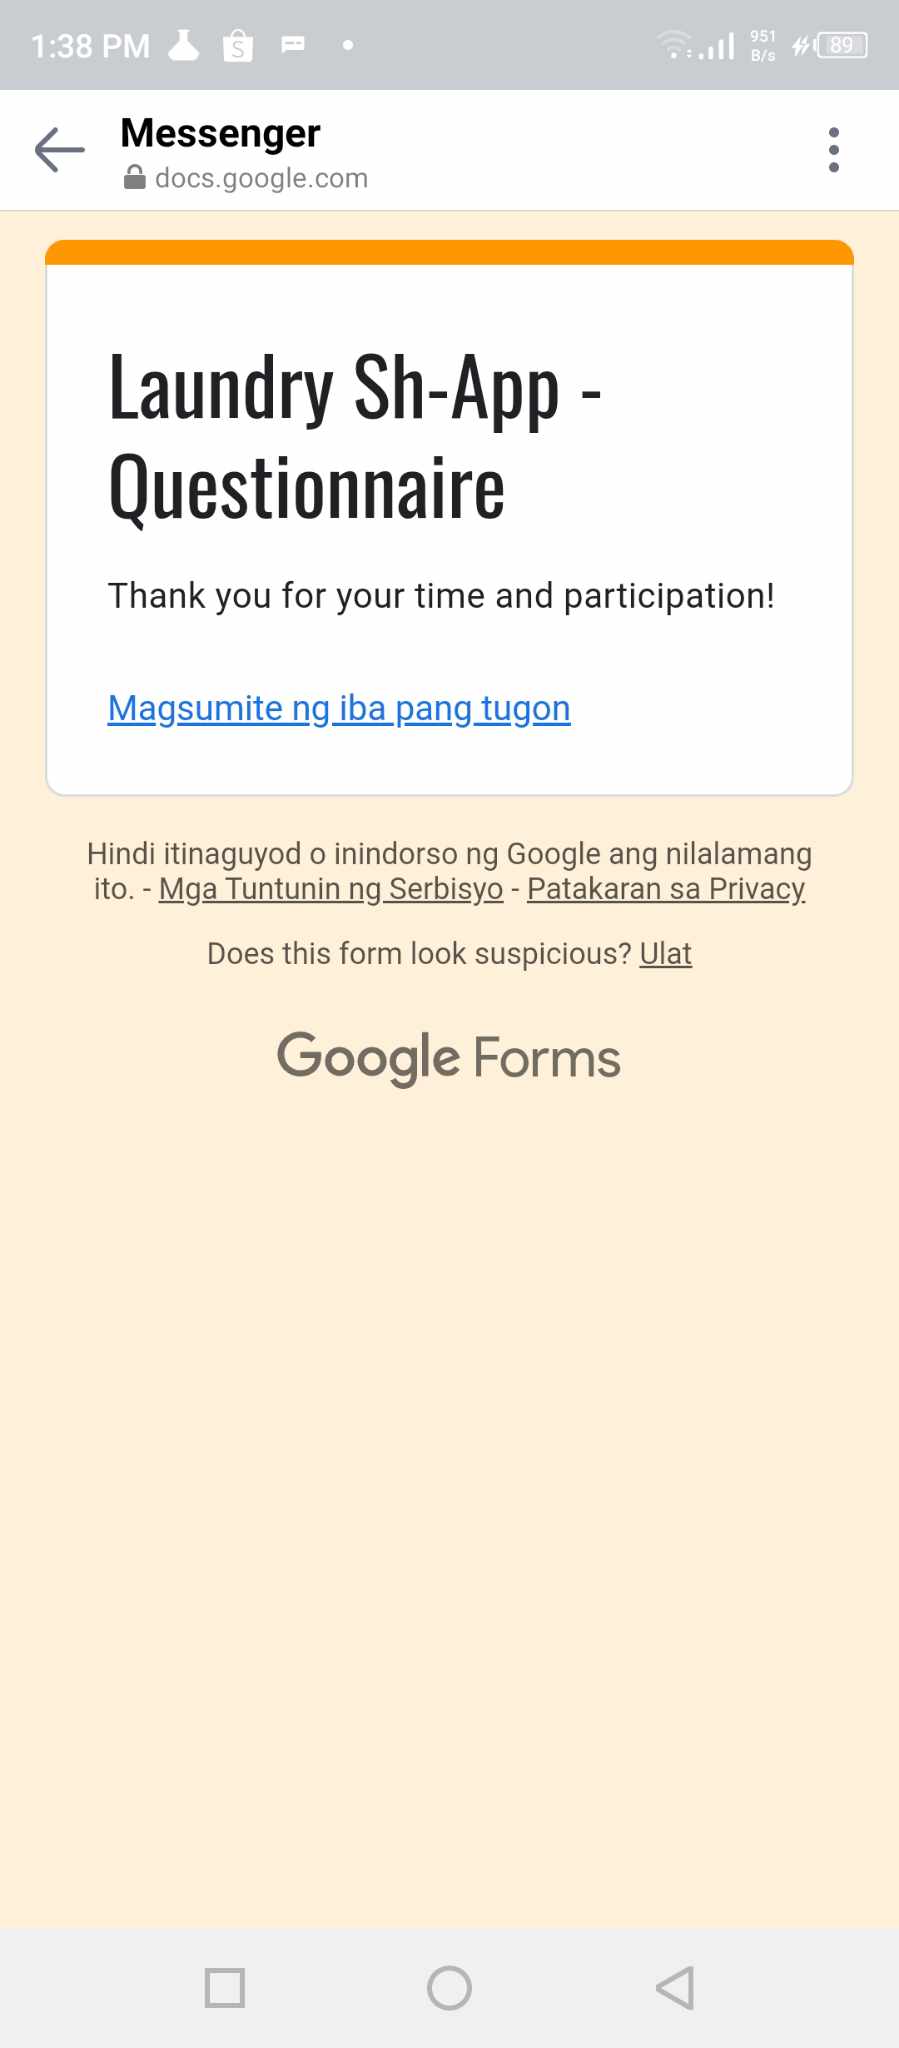 1:38 PM
951
B/s
89
Messenger
docs.google.com
Laundry Sh-App -
Questionnaire
Thank you for your time and participation!
Magsumite ng iba pang tugon
Hindi itinaguyod o inindorso ng Google ang nilalamang
ito. - Mga Tuntunin ng Serbisyo - Patakaran sa Privacy
Does this form look suspicious? Ulat
Google Forms